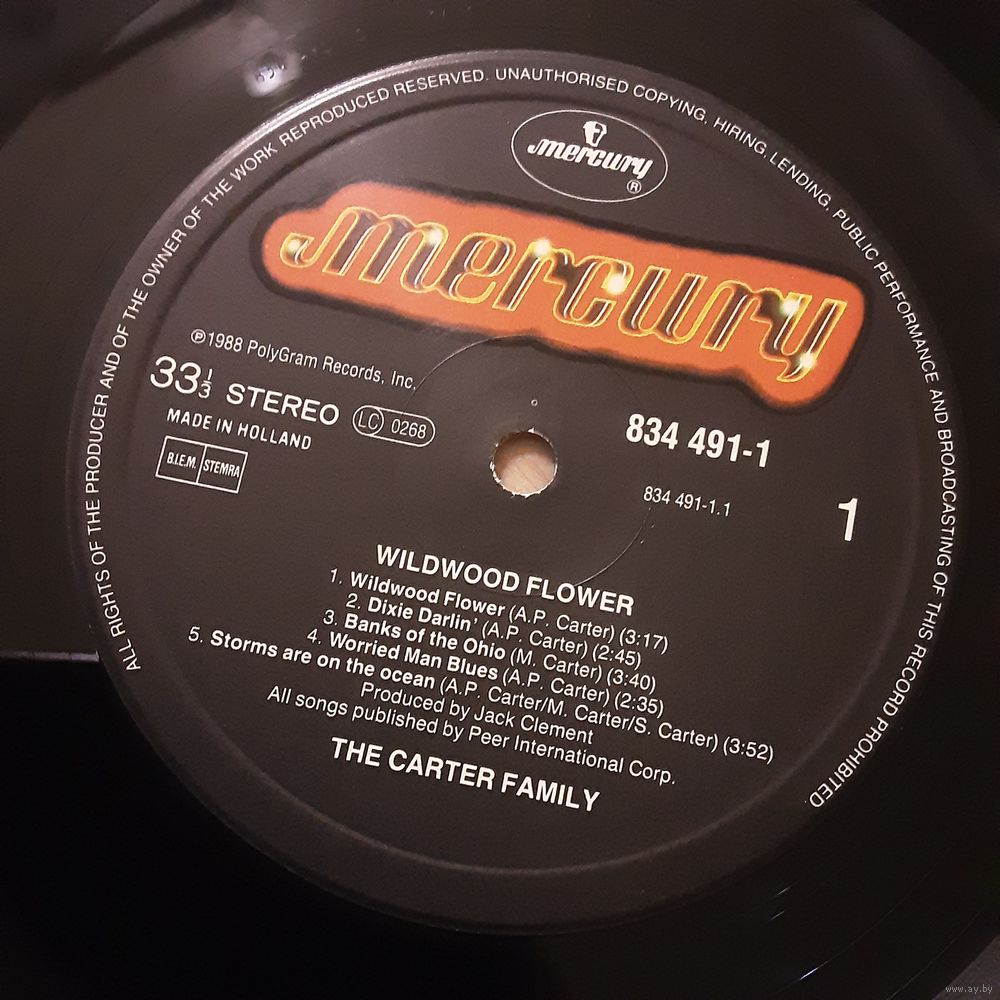 ALL RIGHTS OF THE PRODUCER AND OF THE OWNER OF THE WORK REPRODUCED RESERVED. UNAUTHORISED COPYING, HIRING, LENDING, PUBLIC PERFORMANCE AND BROADCASTING OF THIS RECORD PROHIBITED.
mercury
®
mercury
℗1988 PolyGram Records, Inc.
33⅓ STEREO LC 0268
MADE IN HOLLAND
B.I.E.M. STEMRA
834 491-1
834 491-1.1
1
WILDWOOD FLOWER
1. Wildwood Flower (A.P. Carter) (3:17)
2. Dixie Darlin' (A.P. Carter) (2:45)
3. Banks of the Ohio (M. Carter) (3:40)
4. Worried Man Blues (A.P. Carter) (2:35)
5. Storms are on the ocean (A.P. Carter/M. Carter/S. Carter) (3:52)
Produced by Jack Clement
All songs published by Peer International Corp.
THE CARTER FAMILY
www.ay.by